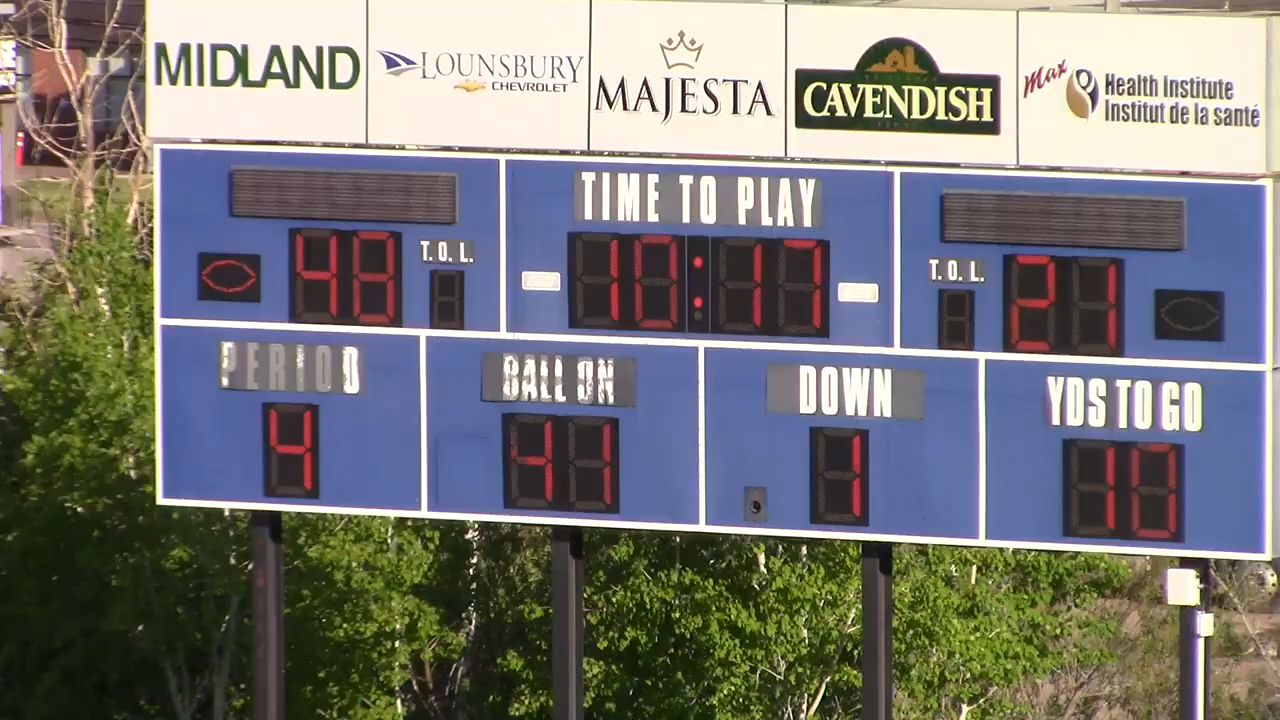 MIDLAND
LOUNSBURY
CHEVROLET
MAJESTA
CAVENDISH
Max
Health Institute
Institut de la santé
TIME TO PLAY
48
T.O.L.
10:17
T.O.L.
21
PERIOD
BALL ON
DOWN
YDS TO GO
4
41
1
10